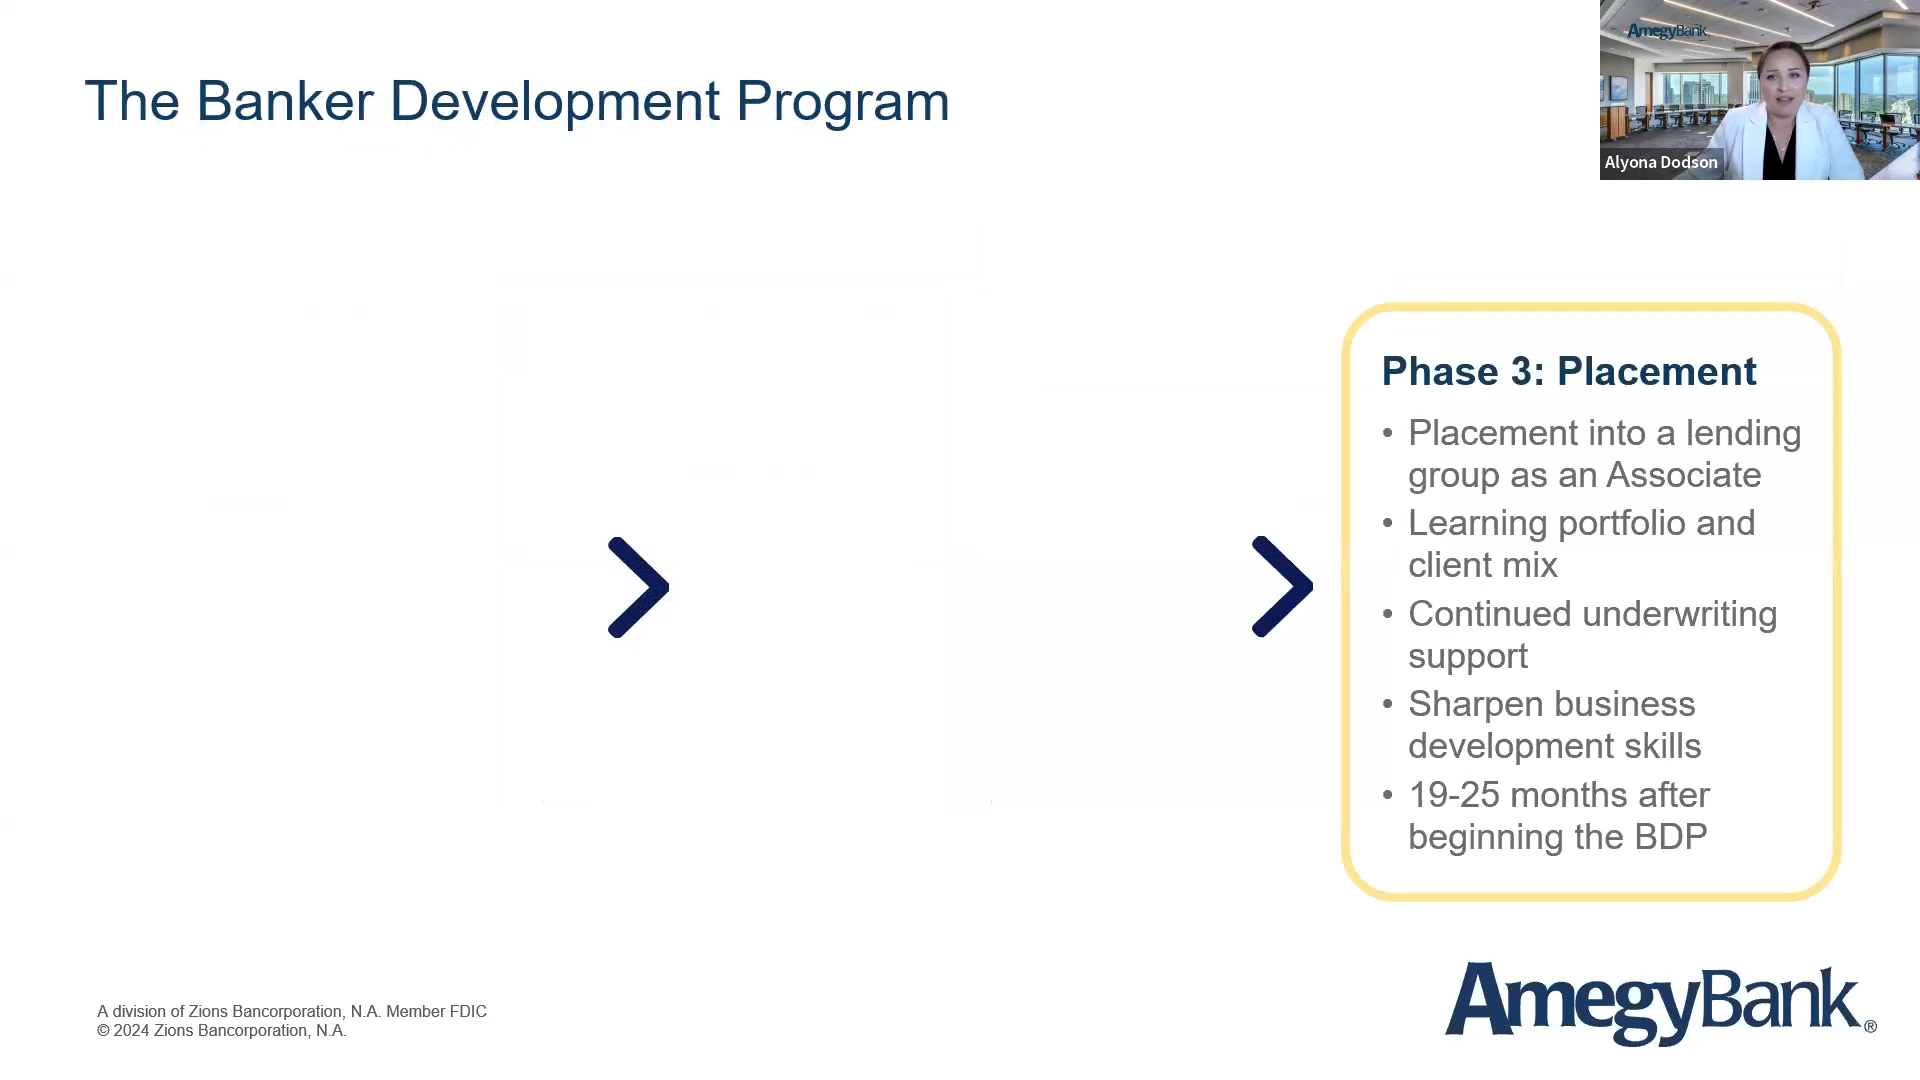 The Banker Development Program
AmegyBank
Alyona Dodson
Phase 3: Placement
• Placement into a lending
group as an Associate
• Learning portfolio and
client mix
• Continued underwriting
support
• Sharpen business
development skills
• 19-25 months after
beginning the BDP
A division of Zions Bancorporation, N.A. Member FDIC
© 2024 Zions Bancorporation, N.A.
AmegyBank®